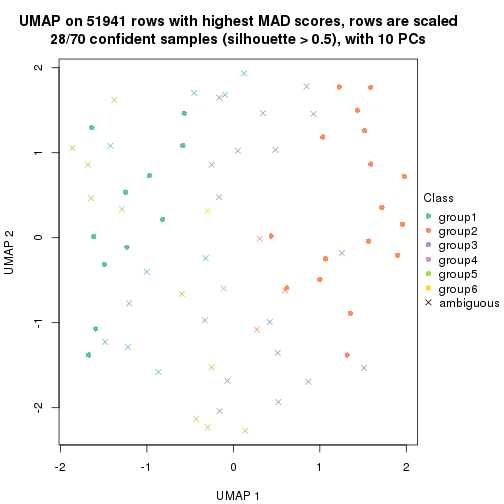 UMAP on 51941 rows with highest MAD scores, rows are scaled
28/70 confident samples (silhouette > 0.5), with 10 PCs
2
1
0
-1
-2
UMAP 2
-2
-1
0
1
2
UMAP 1
Class
group1
group2
group3
group4
group5
group6
ambiguous